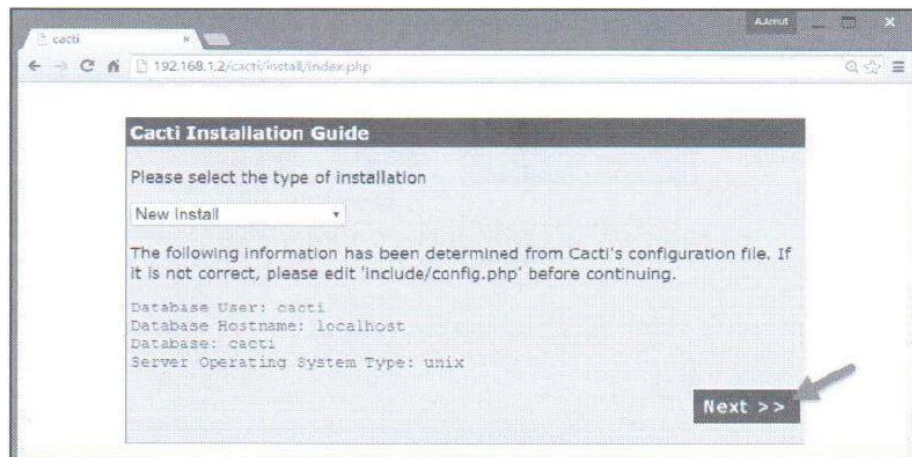 A.Amut
cacti
192.168.1.2/cacti/install/index.php
Cacti Installation Guide
Please select the type of installation
New Install
The following information has been determined from Cacti's configuration file. If
it is not correct, please edit 'include/config.php' before continuing.
Database User: cacti
Database Hostname: localhost
Database: cacti
Server Operating System Type: unix
Next >>